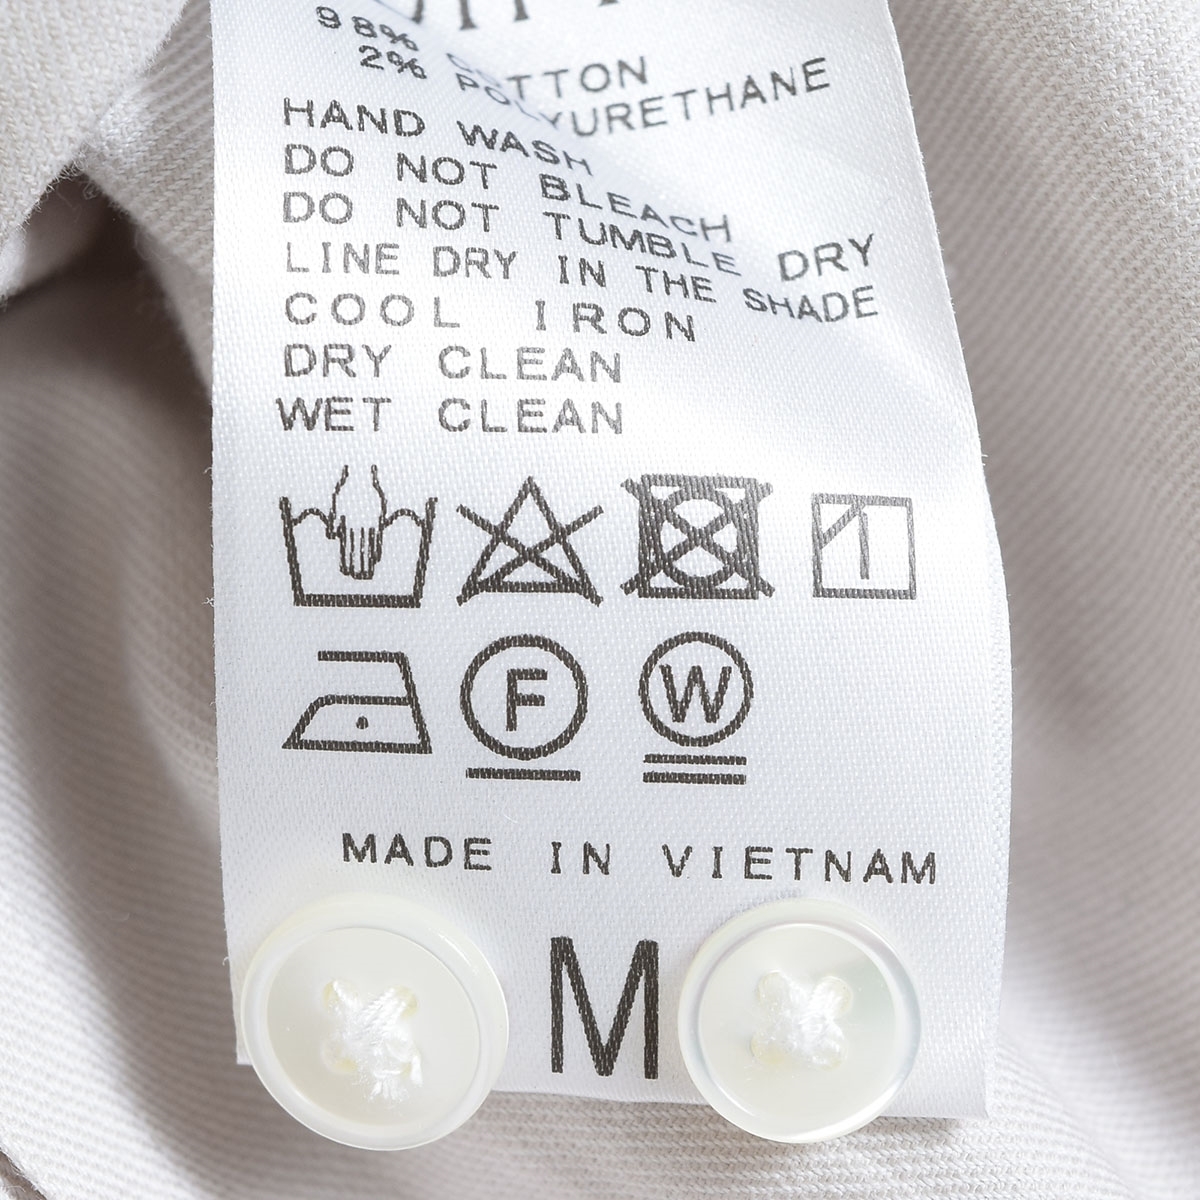 98% COTTON
2% POLYURETHANE
HAND WASH
DO NOT BLEACH
DO NOT TUMBLE DRY
LINE DRY IN THE SHADE
COOL IRON
DRY CLEAN
WET CLEAN
F W
MADE IN VIETNAM
M